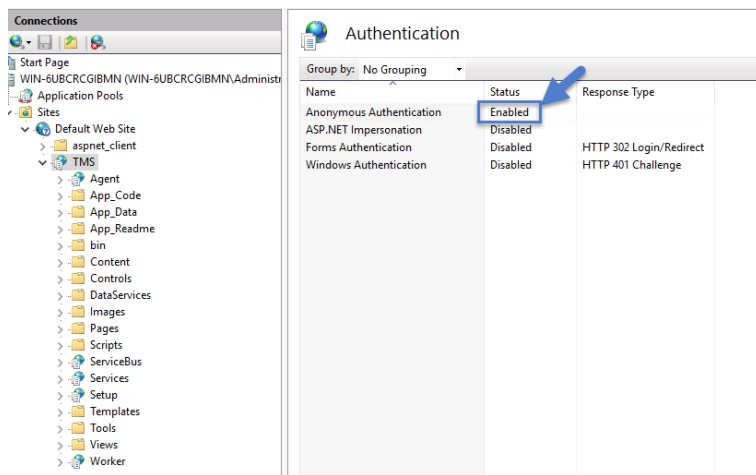 Connections
Start Page
WIN-6UBCRCGIBMN (WIN-6UBCRCGIBMN\Administr
Application Pools
Sites
Default Web Site
aspnet_client
TMS
Agent
App_Code
App_Data
App_Readme
bin
Content
Controls
DataServices
Images
Pages
Scripts
ServiceBus
Services
Setup
Templates
Tools
Views
Worker
Authentication
Group by: No Grouping
Name Status Response Type
Anonymous Authentication Enabled
ASP.NET Impersonation Disabled
Forms Authentication Disabled HTTP 302 Login/Redirect
Windows Authentication Disabled HTTP 401 Challenge